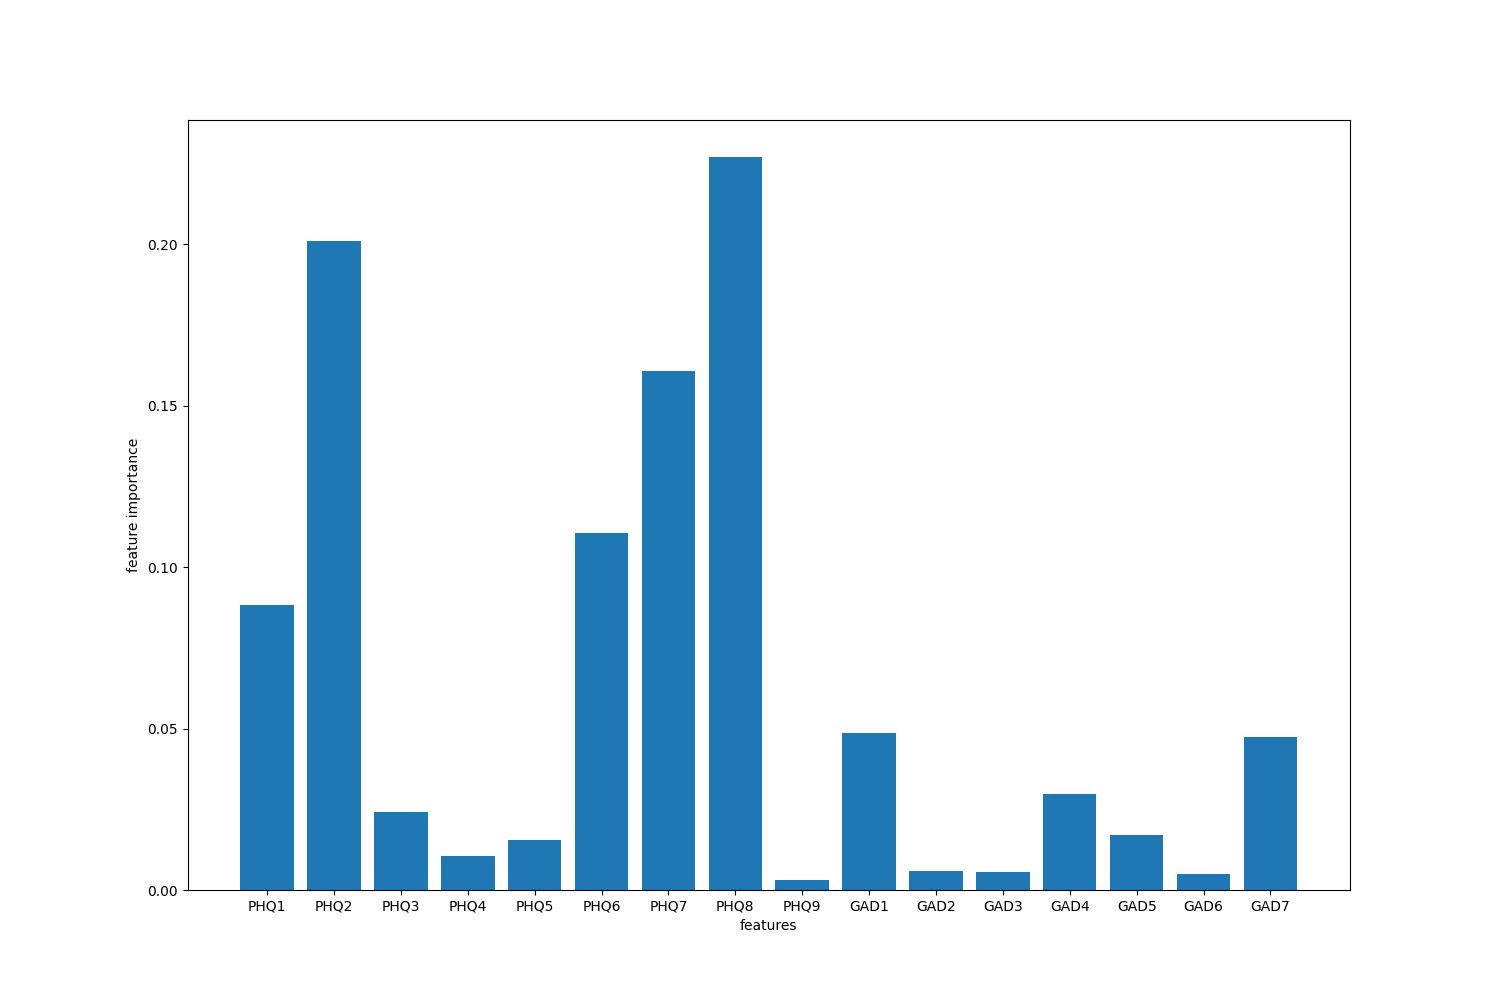 feature importance
0.20
0.15
0.10
0.05
0.00
PHQ1 PHQ2 PHQ3 PHQ4 PHQ5 PHQ6 PHQ7 PHQ8 PHQ9 GAD1 GAD2 GAD3 GAD4 GAD5 GAD6 GAD7
features